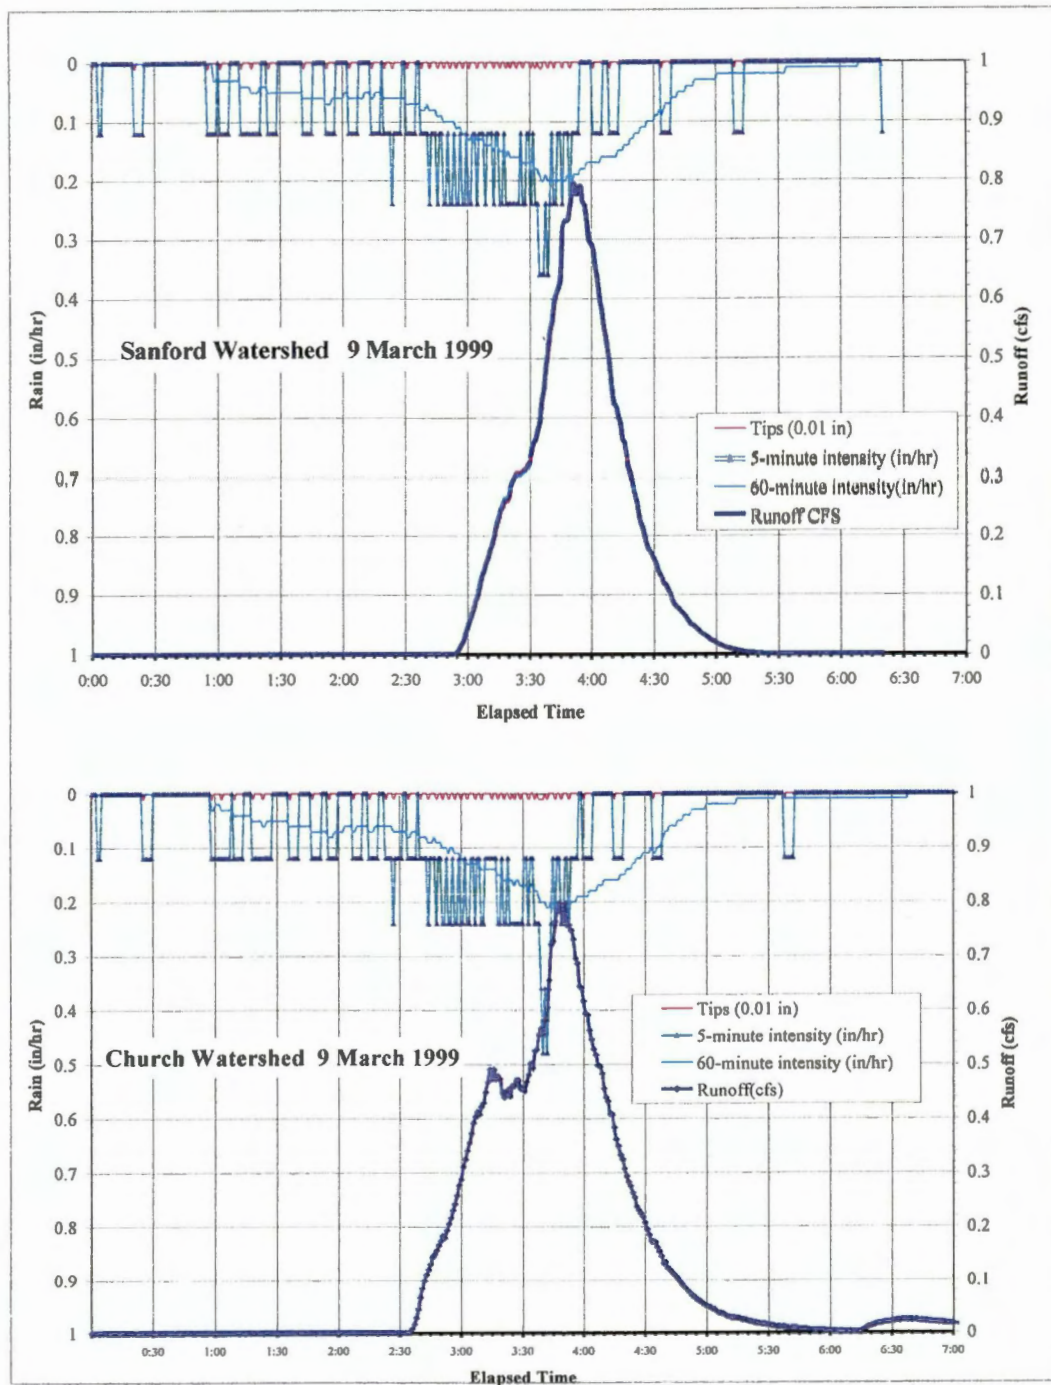 0
0.1
0.2
0.3
0.4
0.5
0.6
0.7
0.8
0.9
1
Rain (in/hr)
1
0.9
0.8
0.7
0.6
0.5
0.4
0.3
0.2
0.1
0
Runoff (cfs)
Sanford Watershed 9 March 1999
Tips (0.01 in)
5-minute intensity (in/hr)
60-minute intensity(in/hr)
Runoff CFS
0:00 0:30 1:00 1:30 2:00 2:30 3:00 3:30 4:00 4:30 5:00 5:30 6:00 6:30 7:00
Elapsed Time
0
0.1
0.2
0.3
0.4
0.5
0.6
0.7
0.8
0.9
1
Rain (in/hr)
1
0.9
0.8
0.7
0.6
0.5
0.4
0.3
0.2
0.1
0
Runoff (cfs)
Church Watershed 9 March 1999
Tips (0.01 in)
5-minute intensity (in/hr)
60-minute intensity (in/hr)
Runoff(cfs)
0:30 1:00 1:30 2:00 2:30 3:00 3:30 4:00 4:30 5:00 5:30 6:00 6:30 7:00
Elapsed Time